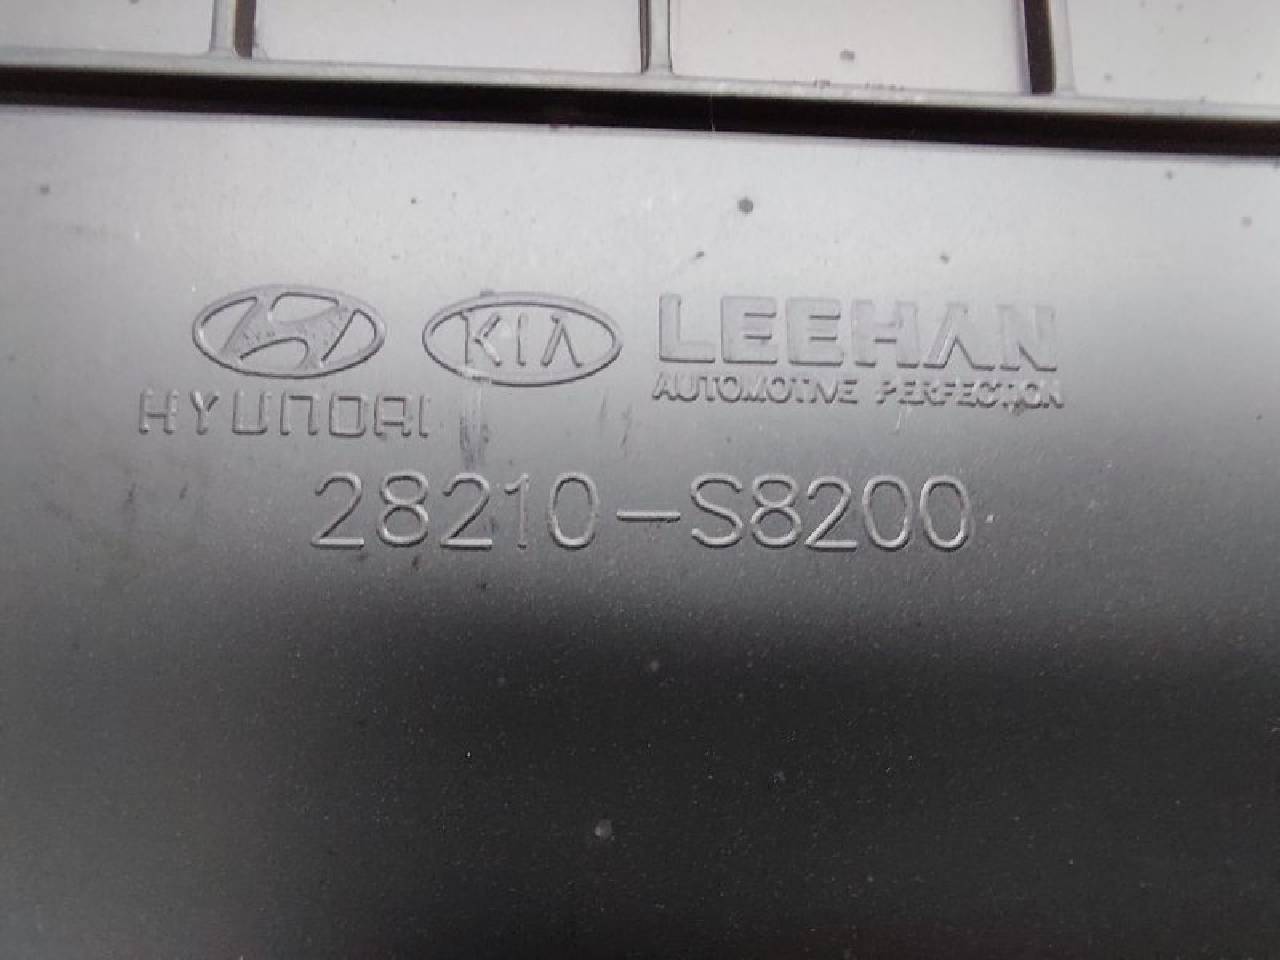 KIA LEEHAN
AUTOMOTIVE PERFECTION
HYUNDAI
28210-S8200